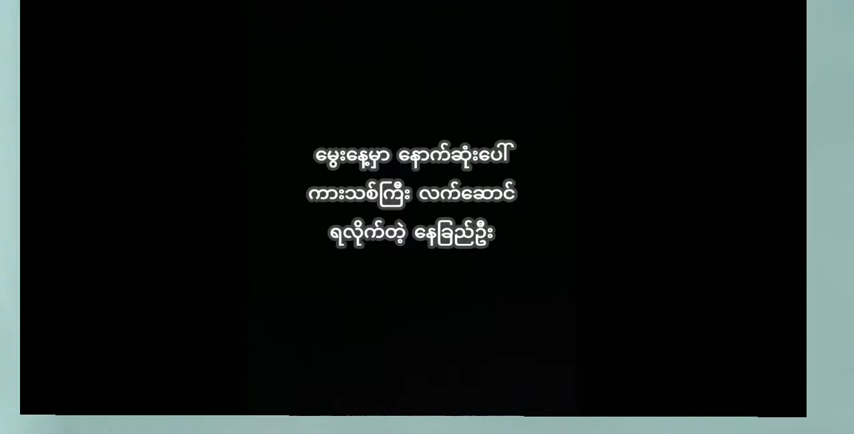 မွေးနေ့မှာ နောက်ဆုံးပေါ်
ကားသစ်ကြီး လက်ဆောင်
ရလိုက်တဲ့ နေခြည်ဦး